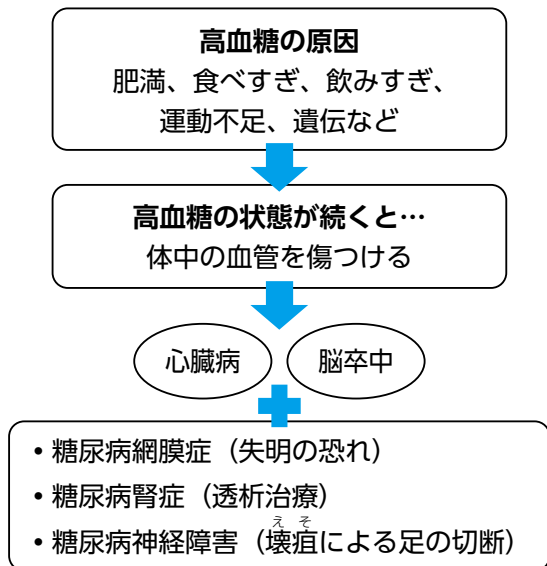 高血糖の原因
肥満、食べすぎ、飲みすぎ、
運動不足、遺伝など
高血糖の状態が続くと…
体中の血管を傷つける
心臓病 脳卒中
・糖尿病網膜症（失明の恐れ）
・糖尿病腎症（透析治療）
えそ
・糖尿病神経障害（壊疽による足の切断）